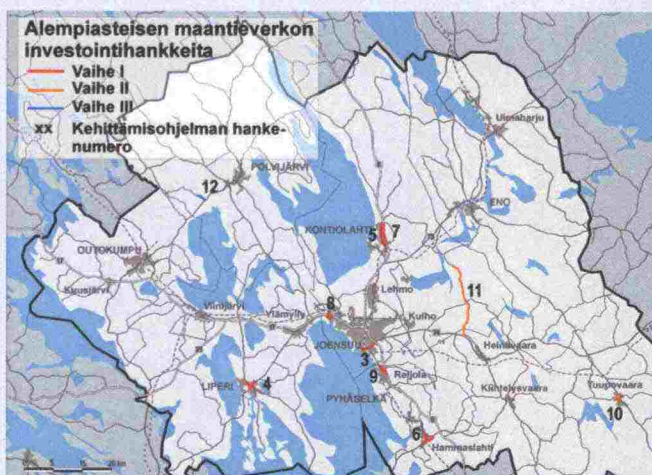 Alempiasteisen maantieverkon
investointihankkeita
Vaihe I
Vaihe II
Vaihe III
xx Kehittämisohjelman hanke-
numero
Uimaharju
12
POLVIJÄRVI
ENO
KONTIOLAHTI
5
7
OUTOKUMPU
Kuusjärvi
Lehmo
11
Viinijärvi
Ylämylly
8
Kulho
JOENSUU
Heinävaara
3
Reijola
9
LIPERI
4
PYHÄSELKÄ
Kiihtelysvaara
Tuupovaara
10
6
Hammaslahti